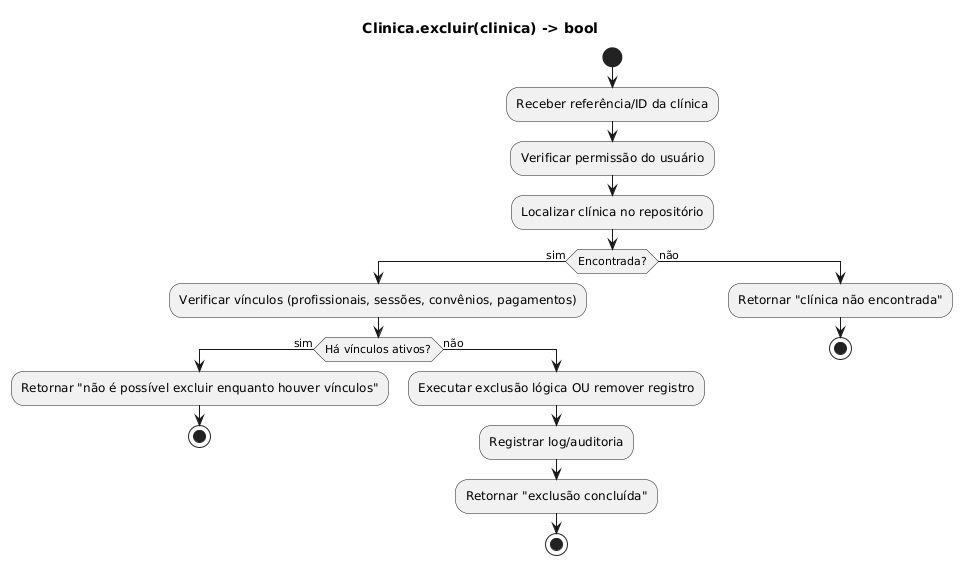 Clinica.excluir(clinica) -> bool
Receber referência/ID da clínica
Verificar permissão do usuário
Localizar clínica no repositório
sim
Encontrada?
não
Verificar vínculos (profissionais, sessões, convênios, pagamentos)
Retornar "clínica não encontrada"
sim
Há vínculos ativos?
não
Retornar "não é possível excluir enquanto houver vínculos"
Executar exclusão lógica OU remover registro
Registrar log/auditoria
Retornar "exclusão concluída"